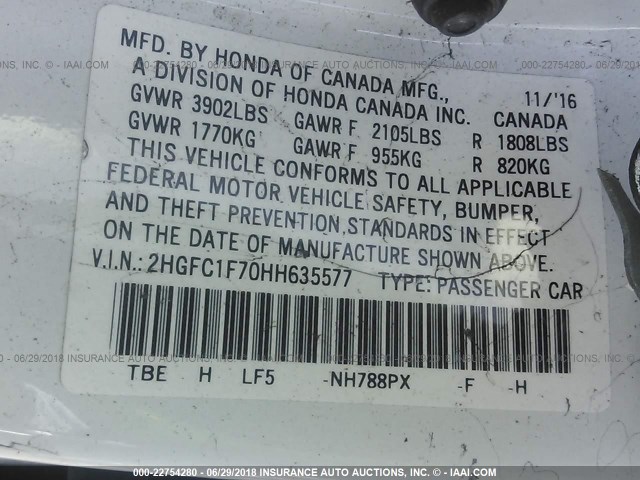 MFD. BY HONDA OF CANADA MFG.,
A DIVISION OF HONDA CANADA INC. 11/'16 CANADA
GVWR 3902LBS GAWR F 2105LBS R 1808LBS
GVWR 1770KG GAWR F 955KG R 820KG
THIS VEHICLE CONFORMS TO ALL APPLICABLE
FEDERAL MOTOR VEHICLE SAFETY, BUMPER,
AND THEFT PREVENTION STANDARDS IN EFFECT
ON THE DATE OF MANUFACTURE SHOWN ABOVE.
V.I.N.: 2HGFC1F70HH635577 TYPE: PASSENGER CAR
TBE H LF5 -NH788PX -F -H
000-22754280 - 06/29/2018 INSURANCE AUTO AUCTIONS, INC. - © IAAI.COM